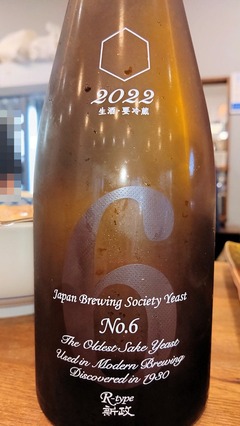 2022
生酒・要冷蔵
6
Japan Brewing Society Yeast
No.6
The Oldest Sake Yeast
Used in Modern Brewing
Discovered in 1930
R-type
新政